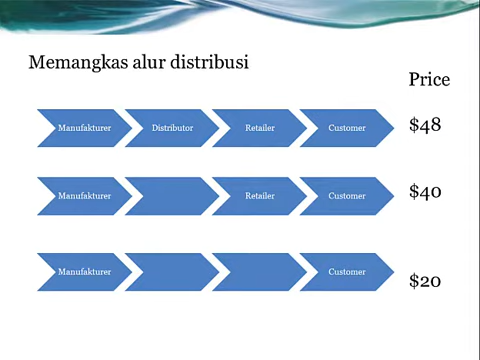 Memangkas alur distribusi
Price
Manufakturer Distributor Retailer Customer $48
Manufakturer Retailer Customer $40
Manufakturer Customer $20